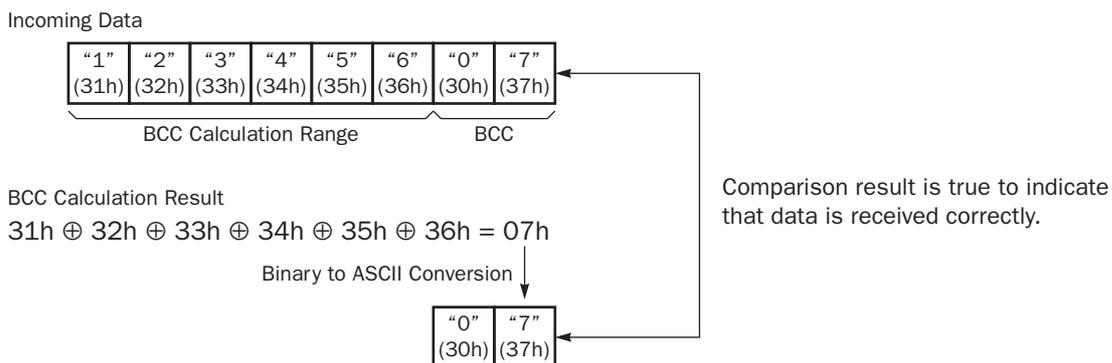 Incoming Data
“1” “2” “3” “4” “5” “6” “0” “7”
(31h) (32h) (33h) (34h) (35h) (36h) (30h) (37h)
BCC Calculation Range BCC
BCC Calculation Result
31h ⊕ 32h ⊕ 33h ⊕ 34h ⊕ 35h ⊕ 36h = 07h
Binary to ASCII Conversion
“0” “7”
(30h) (37h)
Comparison result is true to indicate
that data is received correctly.